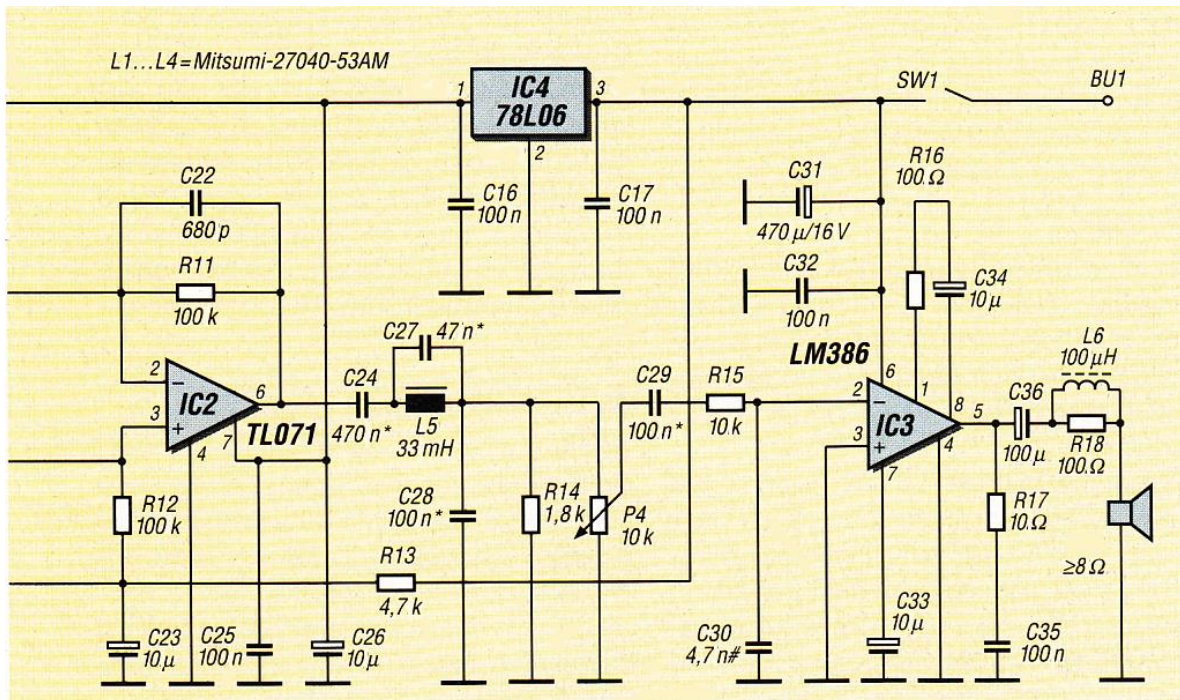 L1...L4=Mitsumi-27040-53AM
1
IC4
78L06
3
2
SW1
BU1
C22
680 p
R11
100 k
C16
100 n
C17
100 n
C31
470 µ/16 V
C32
100 n
R16
100 Ω
C34
10 µ
LM386
L6
100 µH
2
3
IC2
6
7
4
TL071
C24
470 n*
C27
47 n*
L5
33 mH
C29
100 n*
R15
10 k
2
3
IC3
6
1
8
5
4
7
C36
100 µ
R18
100 Ω
R12
100 k
C28
100 n*
R14
1,8 k
P4
10 k
R17
10 Ω
≥8 Ω
R13
4,7 k
C23
10 µ
C25
100 n
C26
10 µ
C30
4,7 n#
C33
10 µ
C35
100 n